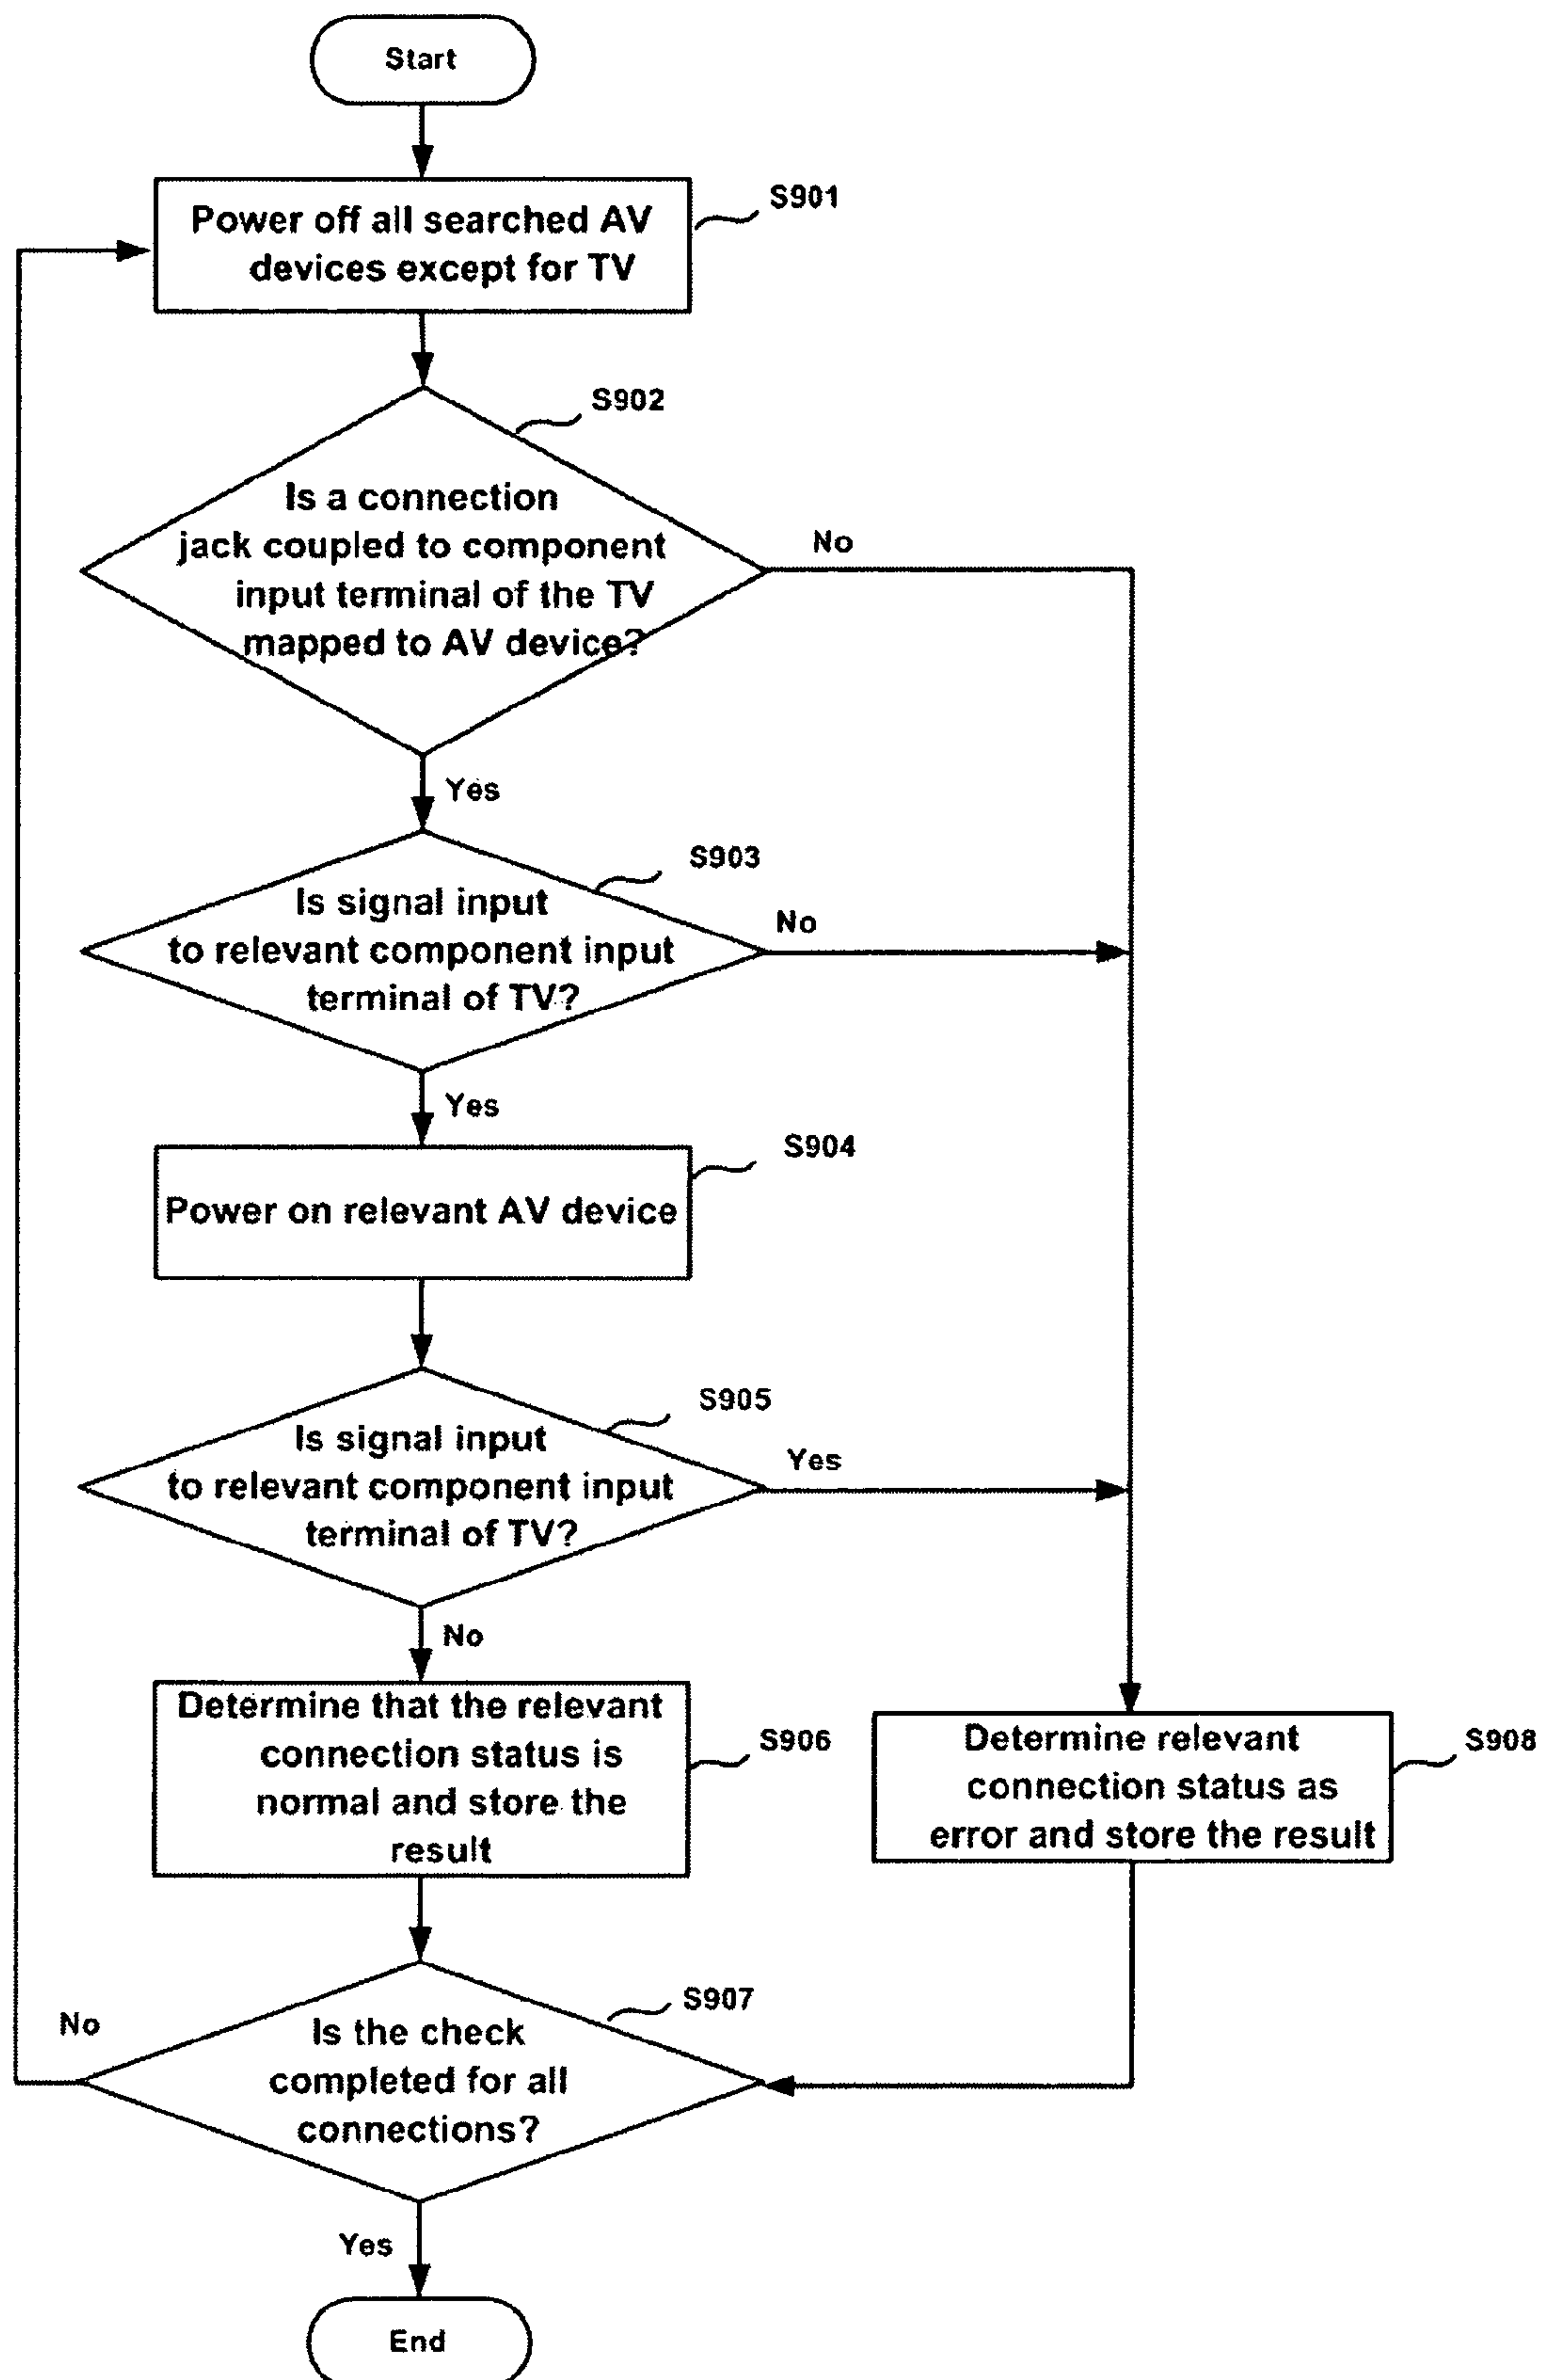 Start
Power off all searched AV
devices except for TV
S901
S902
Is a connection
jack coupled to component
input terminal of the TV
mapped to AV device?
No
Yes
S903
Is signal input
to relevant component input
terminal of TV?
No
Yes
S904
Power on relevant AV device
S905
Is signal input
to relevant component input
terminal of TV?
Yes
No
Determine that the relevant
connection status is
normal and store the
result
S906
Determine relevant
connection status as
error and store the result
S908
S907
Is the check
completed for all
connections?
No
Yes
End